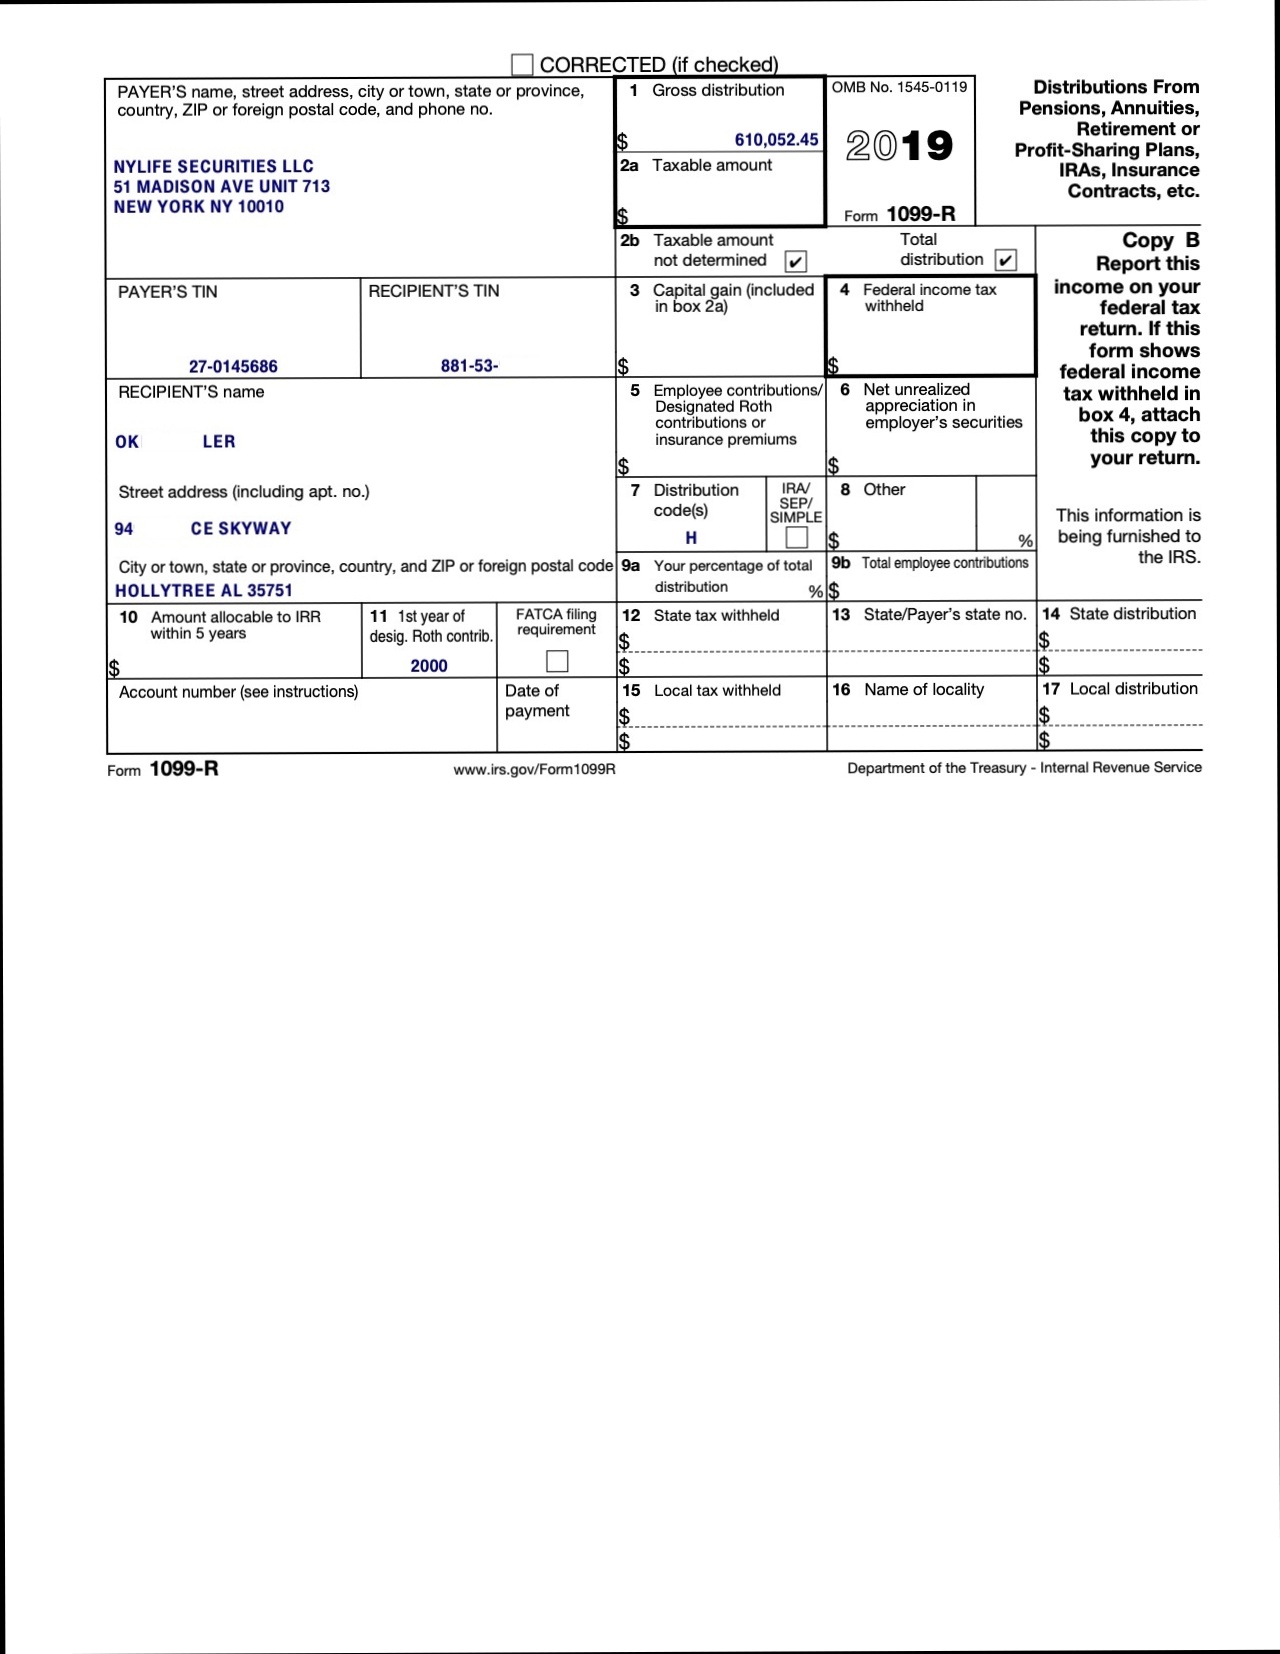 CORRECTED (if checked)
PAYER'S name, street address, city or town, state or province,
country, ZIP or foreign postal code, and phone no.
NYLIFE SECURITIES LLC
51 MADISON AVE UNIT 713
NEW YORK NY 10010
1 Gross distribution
$ 610,052.45
2a Taxable amount
$
OMB No. 1545-0119
2019
Form 1099-R
Distributions From
Pensions, Annuities,
Retirement or
Profit-Sharing Plans,
IRAs, Insurance
Contracts, etc.
2b Taxable amount
not determined ✔
Total
distribution ✔
Copy B
Report this
income on your
federal tax
return. If this
form shows
federal income
tax withheld in
box 4, attach
this copy to
your return.
This information is
being furnished to
the IRS.
PAYER'S TIN
27-0145686
RECIPIENT'S TIN
881-53-
3 Capital gain (included
in box 2a)
$
4 Federal income tax
withheld
$
RECIPIENT'S name
OK LER
5 Employee contributions/
Designated Roth
contributions or
insurance premiums
$
6 Net unrealized
appreciation in
employer's securities
$
Street address (including apt. no.)
94 CE SKYWAY
7 Distribution
code(s)
H
IRA/
SEP/
SIMPLE
8 Other
$ %
City or town, state or province, country, and ZIP or foreign postal code
HOLLYTREE AL 35751
9a Your percentage of total
distribution %
9b Total employee contributions
$
10 Amount allocable to IRR
within 5 years
$
11 1st year of
desig. Roth contrib.
2000
FATCA filing
requirement
12 State tax withheld
$
$
13 State/Payer's state no.
14 State distribution
$
$
Account number (see instructions)
Date of
payment
15 Local tax withheld
$
$
16 Name of locality
17 Local distribution
$
$
Form 1099-R
www.irs.gov/Form1099R
Department of the Treasury - Internal Revenue Service